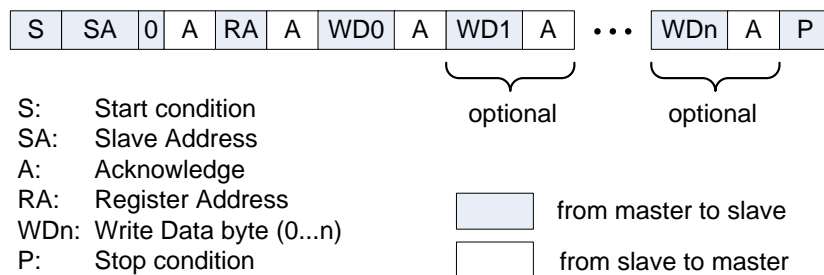 S SA 0 A RA A WD0 A WD1 A ••• WDn A P
optional optional
S: Start condition
SA: Slave Address
A: Acknowledge
RA: Register Address
WDn: Write Data byte (0...n)
P: Stop condition
from master to slave
from slave to master